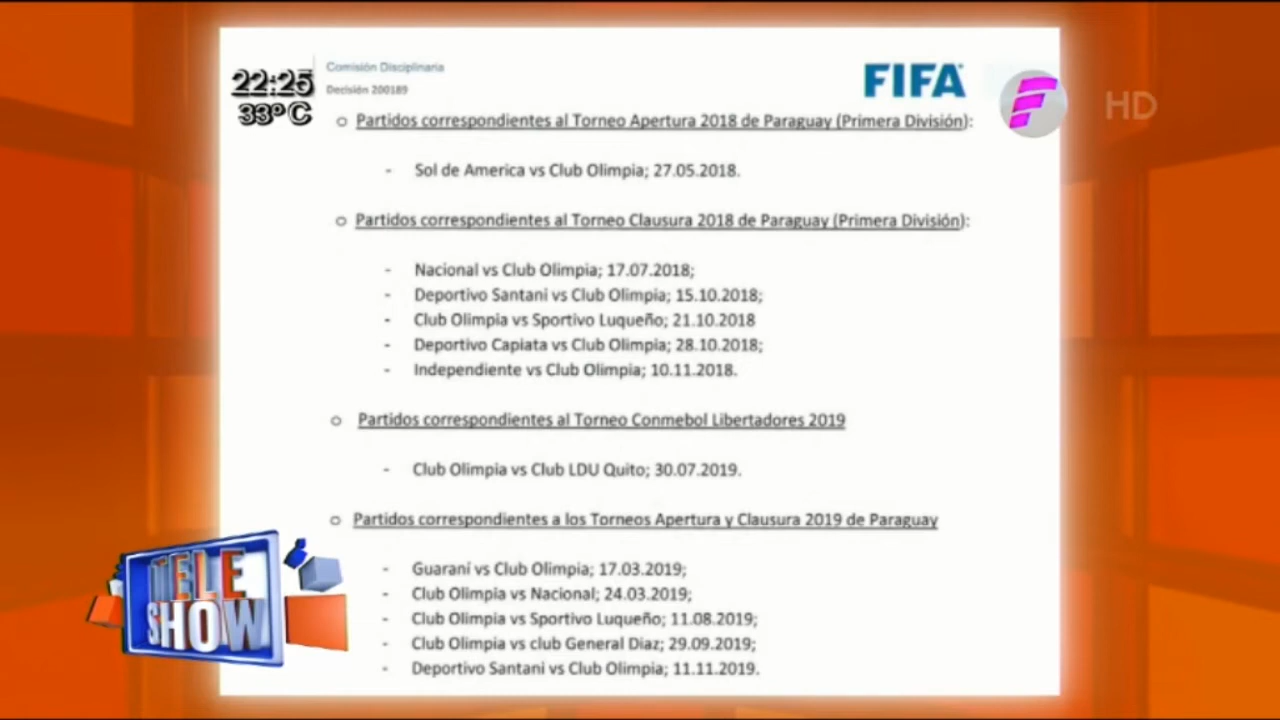 22:25
33º C
Comisión Disciplinaria
Decisión 200189
FIFA
HD
o Partidos correspondientes al Torneo Apertura 2018 de Paraguay (Primera División):
- Sol de America vs Club Olimpia; 27.05.2018.
o Partidos correspondientes al Torneo Clausura 2018 de Paraguay (Primera División):
- Nacional vs Club Olimpia; 17.07.2018;
- Deportivo Santani vs Club Olimpia; 15.10.2018;
- Club Olimpia vs Sportivo Luqueño; 21.10.2018
- Deportivo Capiata vs Club Olimpia; 28.10.2018;
- Independiente vs Club Olimpia; 10.11.2018.
o Partidos correspondientes al Torneo Conmebol Libertadores 2019
- Club Olimpia vs Club LDU Quito; 30.07.2019.
o Partidos correspondientes a los Torneos Apertura y Clausura 2019 de Paraguay
- Guaraní vs Club Olimpia; 17.03.2019;
- Club Olimpia vs Nacional; 24.03.2019;
- Club Olimpia vs Sportivo Luqueño; 11.08.2019;
- Club Olimpia vs club General Diaz; 29.09.2019;
- Deportivo Santani vs Club Olimpia; 11.11.2019.
TELE
SHOW